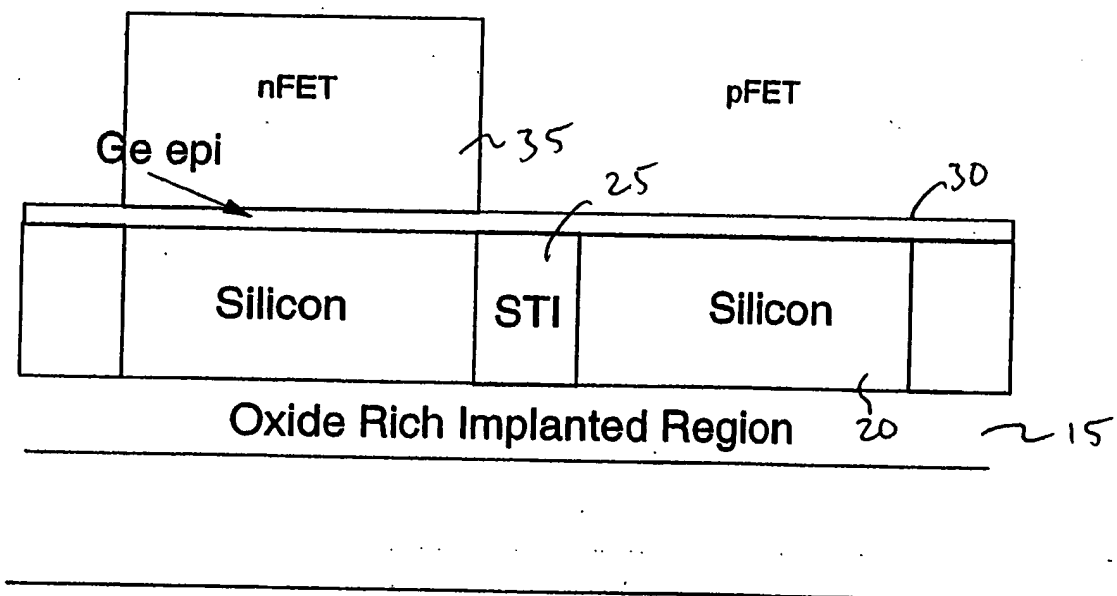 nFET
pFET
Ge epi
35
25
30
Silicon
STI
Silicon
Oxide Rich Implanted Region
20
15